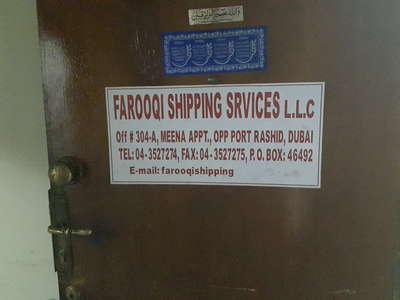 FAROOQI SHIPPING SRVICES L.L.C
Off # 304-A, MEENA APPT., OPP PORT RASHID, DUBAI
TEL: 04-3527274, FAX: 04-3527275, P.O. BOX: 46492
E-mail: farooqishipping